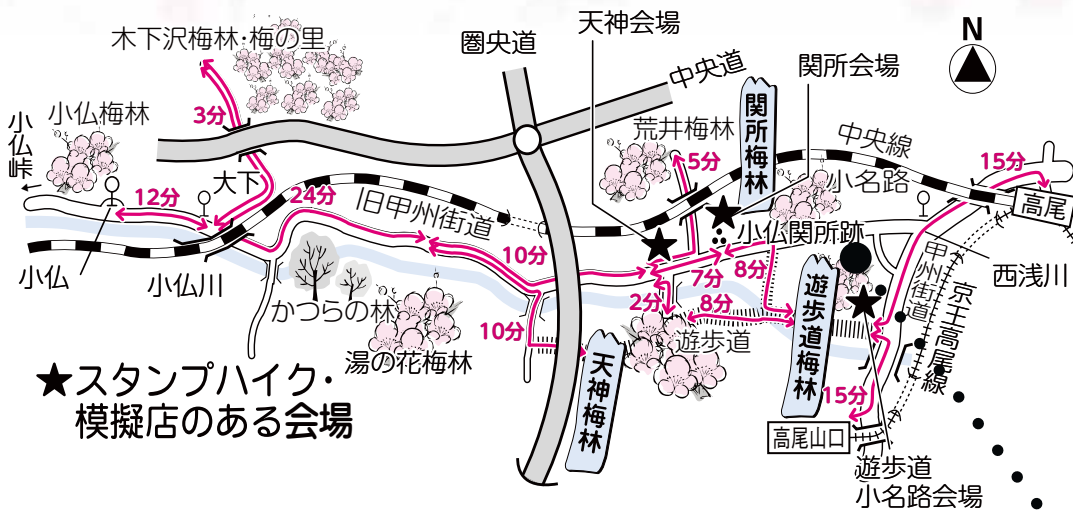 木下沢梅林・梅の里
圏央道
天神会場
N
中央道
関所会場
小仏梅林
小仏峠
3分
荒井梅林
関所梅林
中央線
15分
5分
小名路
高尾
大下
12分
24分
旧甲州街道
10分
小仏関所跡
7分
8分
西浅川
小仏
小仏川
かつらの林
2分
8分
遊歩道
遊歩道梅林
甲州街道
京王高尾線
10分
湯の花梅林
天神梅林
15分
★スタンプハイク・
模擬店のある会場
高尾山口
遊歩道
小名路会場